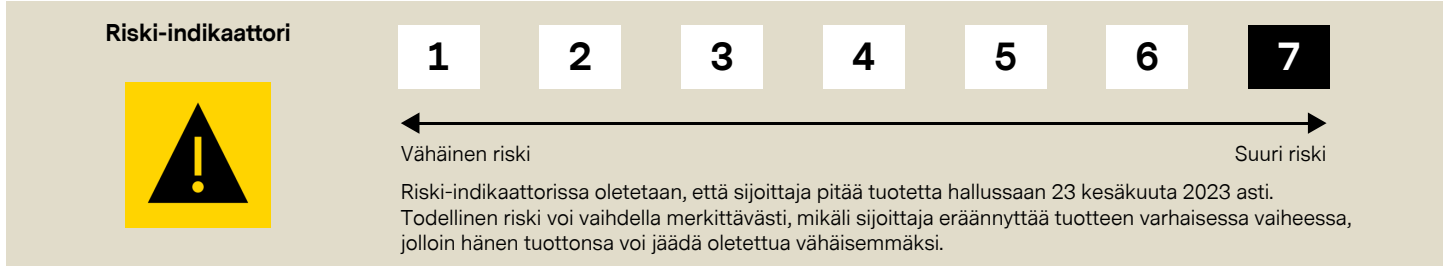 Riski-indikaattori
1 2 3 4 5 6 7
Vähäinen riski Suuri riski
Riski-indikaattorissa oletetaan, että sijoittaja pitää tuotetta hallussaan 23 kesäkuuta 2023 asti.
Todellinen riski voi vaihdella merkittävästi, mikäli sijoittaja eräännyttää tuotteen varhaisessa vaiheessa,
jolloin hänen tuottonsa voi jäädä oletettua vähäisemmäksi.